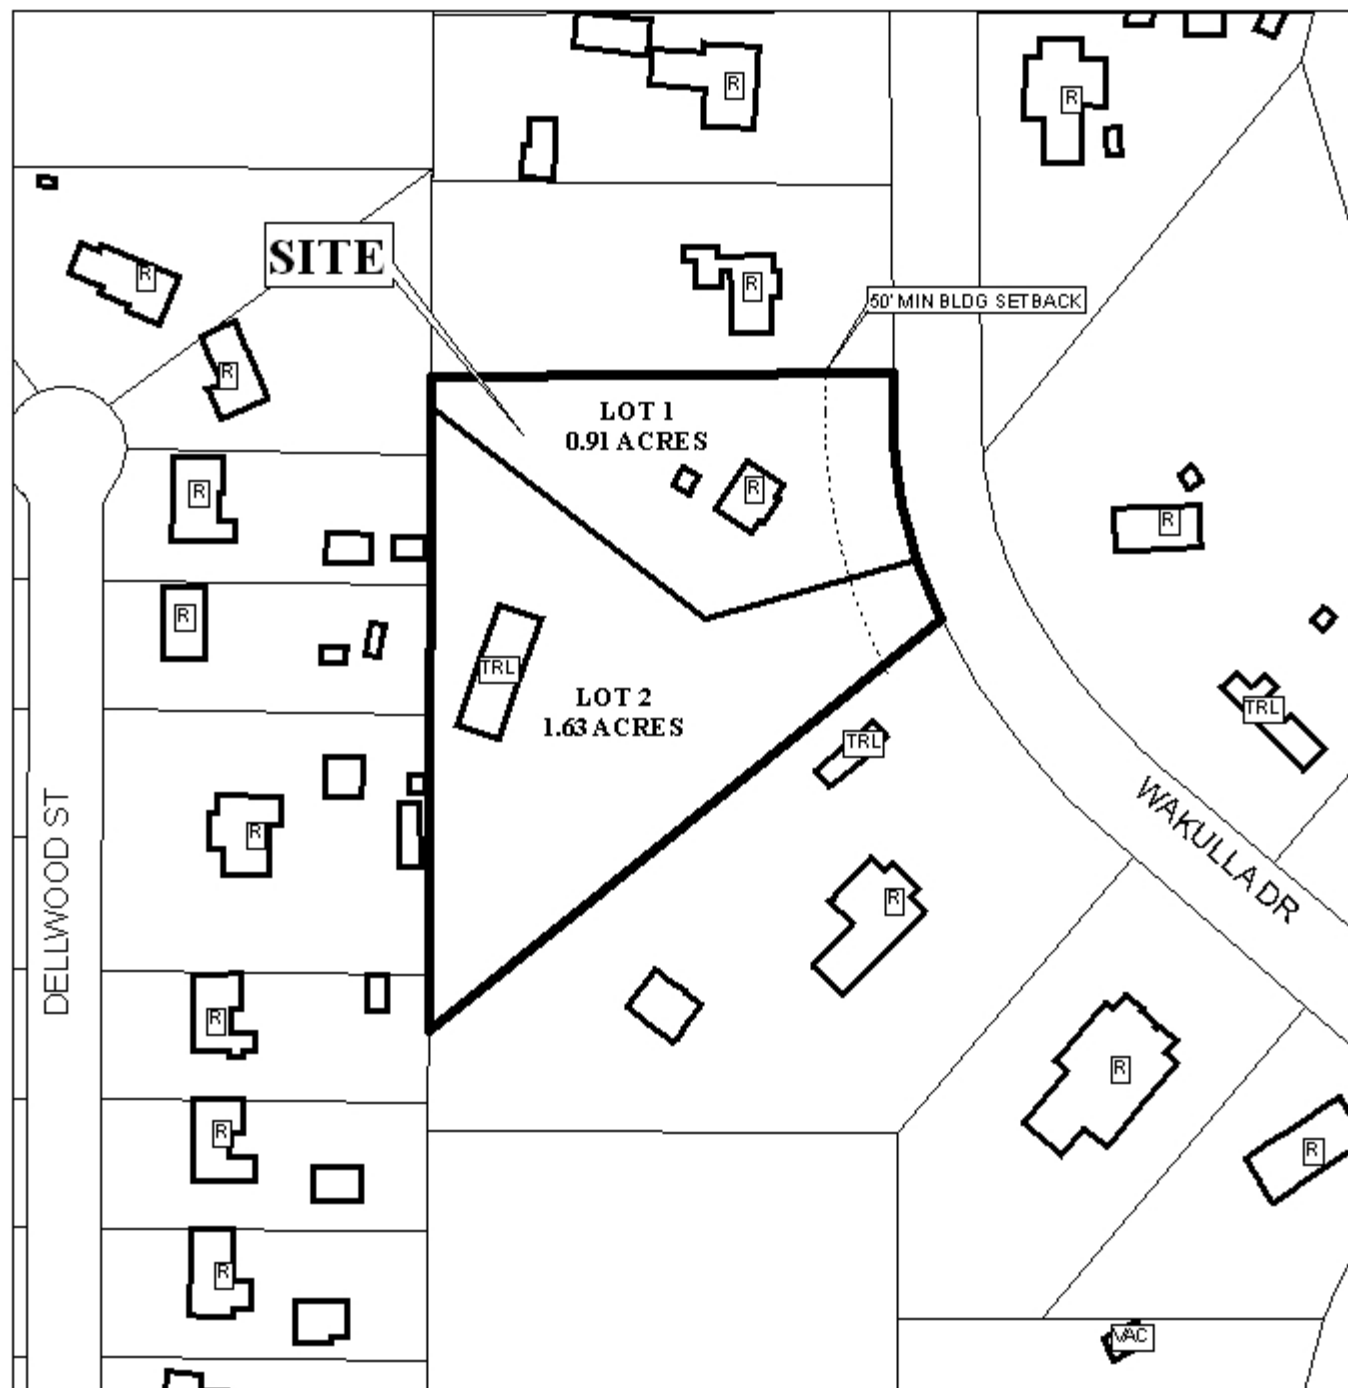 R
R
R
SITE
R
50' MIN BLDG SETBACK
R
LOT 1
0.91 ACRES
R
R
R
R
TRL
LOT 2
1.63 ACRES
TRL
TRL
R
DELLWOOD ST
WAKULLA DR
R
R
R
R
R
R
VAC